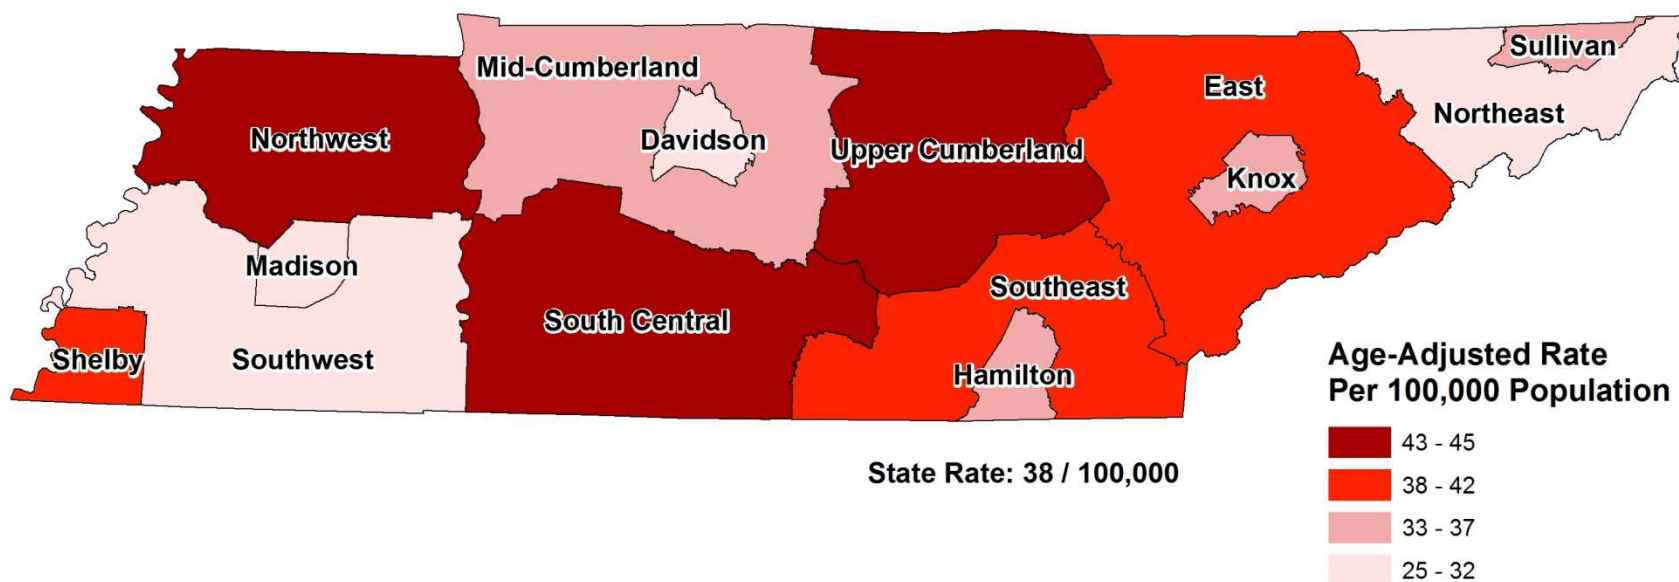 Sullivan
Mid-Cumberland
East
Northeast
Northwest
Davidson
Upper Cumberland
Knox
Madison
Southeast
South Central
Shelby
Southwest
Hamilton
Age-Adjusted Rate
Per 100,000 Population
43 - 45
State Rate: 38 / 100,000
38 - 42
33 - 37
25 - 32